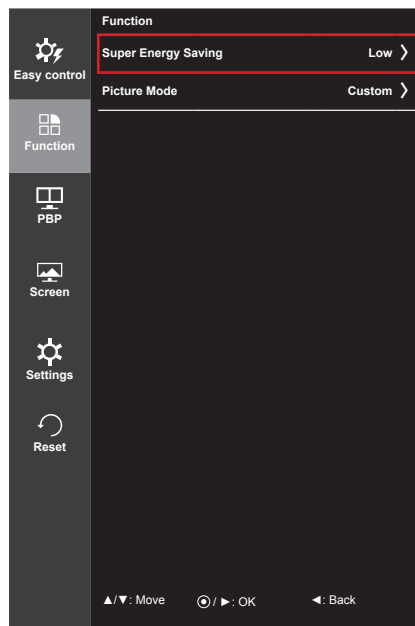 Function
Easy control
Super Energy Saving Low
Picture Mode Custom
Function
PBP
Screen
Settings
Reset
▲/▼: Move ◉/ ►: OK ◄: Back